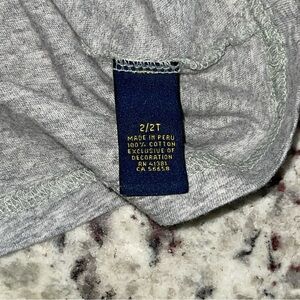 2/2T
MADE IN PERU
100% COTTON
EXCLUSIVE OF
DECORATION
RN 41381
CA 56658